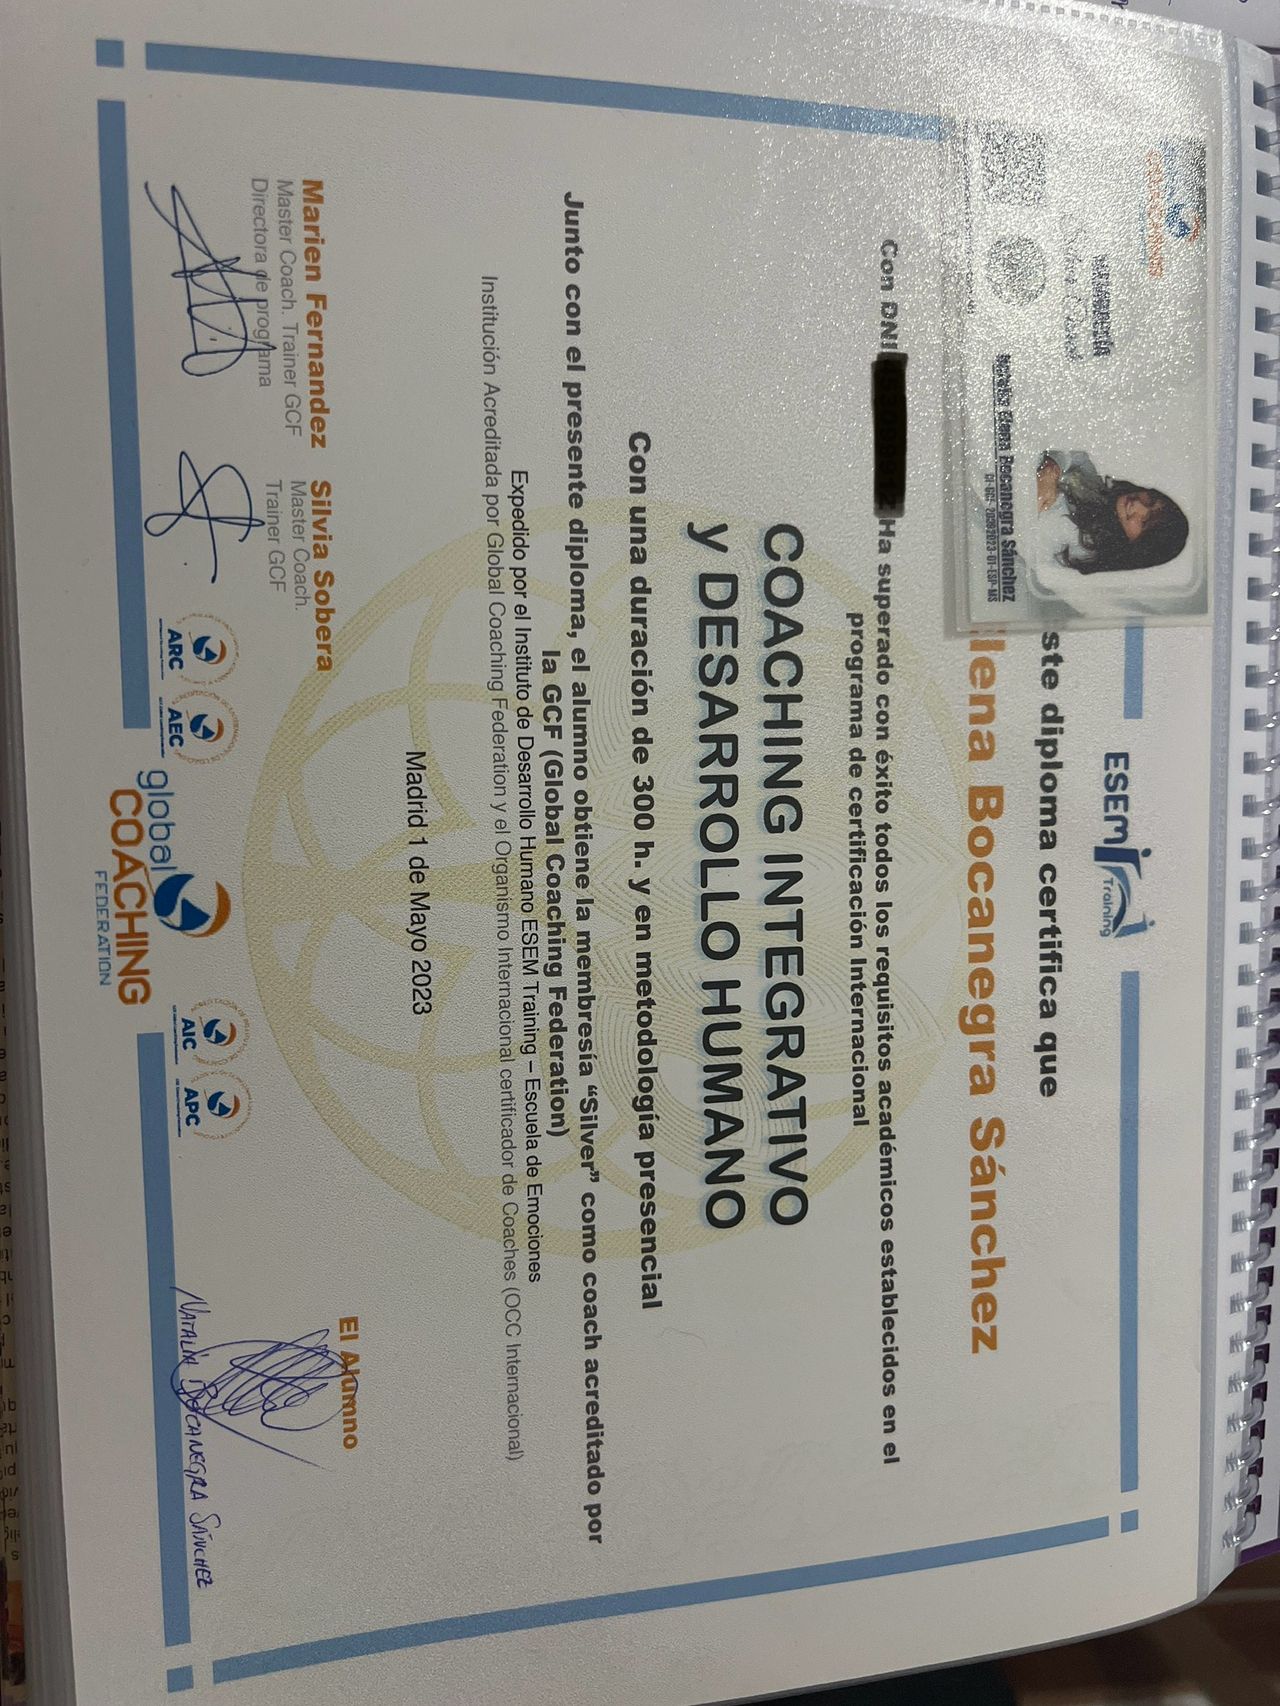 ESEM
Training
ste diploma certifica que
lena Bocanegra Sánchez
Con DNI Ha superado con éxito todos los requisitos académicos establecidos en el
programa de certificación Internacional
COACHING INTEGRATIVO
y DESARROLLO HUMANO
Con una duración de 300 h. y en metodología presencial
Junto con el presente diploma, el alumno obtiene la membresía “Silver” como coach acreditado por
la GCF (Global Coaching Federation)
Expedido por el Instituto de Desarrollo Humano ESEM Training – Escuela de Emociones
Institución Acreditada por Global Coaching Federation y el Organismo Internacional certificador de Coaches (OCC Internacional)
Madrid 1 de Mayo 2023
Marien Fernandez
Master Coach. Trainer GCF
Directora de programa
Silvia Sobera
Master Coach.
Trainer GCF
El Alumno
NATALIA BOCANEGRA SÁNCHEZ
ARC
AEC
global
COACHING
FEDERATION
AIC
APC
Elena Bocanegra Sánchez